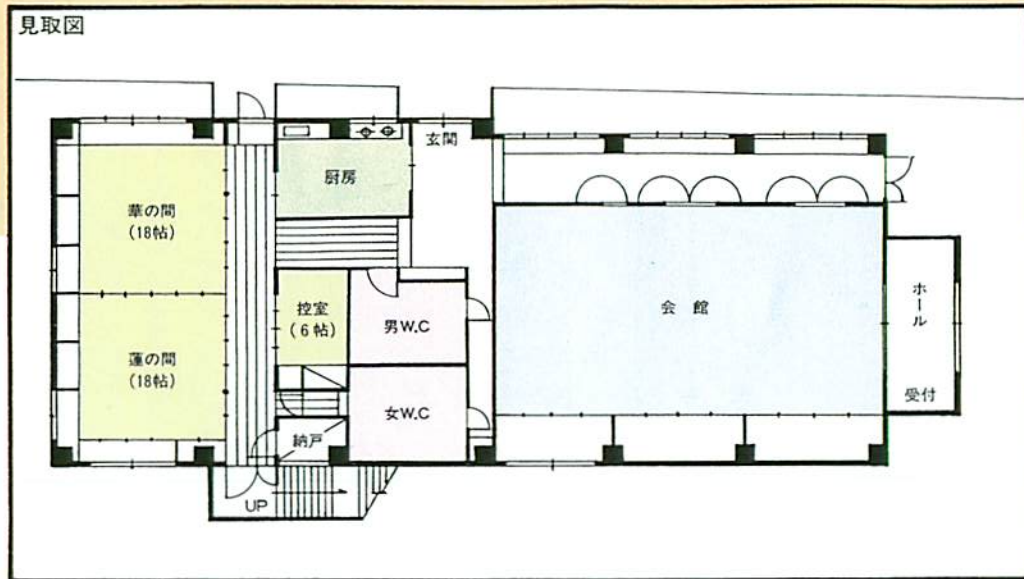 見取図
玄関
厨房
華の間
(18帖)
控室
(6帖)
男W.C
会館
ホール
蓮の間
(18帖)
受付
女W.C
納戸
UP